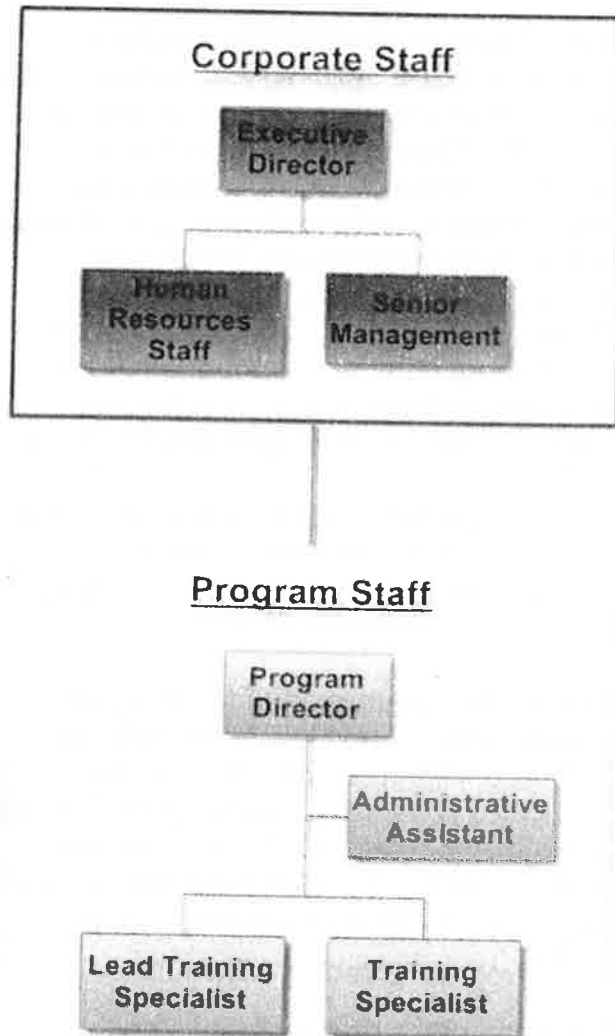 Corporate Staff
Executive
Director
Human
Resources
Staff
Senior
Management
Program Staff
Program
Director
Administrative
Assistant
Lead Training
Specialist
Training
Specialist